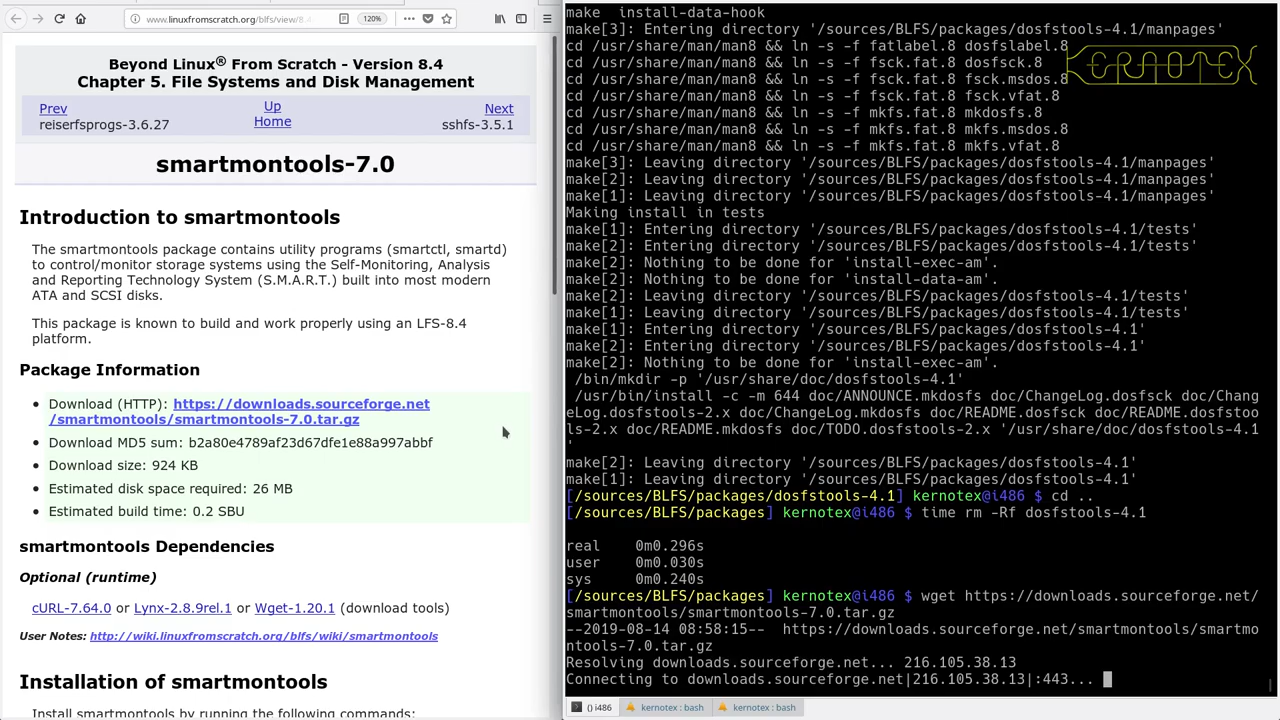 www.linuxfromscratch.org/blfs/view/8.4
120%
Beyond Linux® From Scratch - Version 8.4
Chapter 5. File Systems and Disk Management
Prev
Up
Next
reiserfsprogs-3.6.27
Home
sshfs-3.5.1
smartmontools-7.0
Introduction to smartmontools
The smartmontools package contains utility programs (smartctl, smartd)
to control/monitor storage systems using the Self-Monitoring, Analysis
and Reporting Technology System (S.M.A.R.T.) built into most modern
ATA and SCSI disks.
This package is known to build and work properly using an LFS-8.4
platform.
Package Information
Download (HTTP): https://downloads.sourceforge.net
/smartmontools/smartmontools-7.0.tar.gz
Download MD5 sum: b2a80e4789af23d67dfe1e88a997abbf
Download size: 924 KB
Estimated disk space required: 26 MB
Estimated build time: 0.2 SBU
smartmontools Dependencies
Optional (runtime)
cURL-7.64.0 or Lynx-2.8.9rel.1 or Wget-1.20.1 (download tools)
User Notes: http://wiki.linuxfromscratch.org/blfs/wiki/smartmontools
Installation of smartmontools
Install smartmontools by running the following commands:
make  install-data-hook
make[3]: Entering directory '/sources/BLFS/packages/dosfstools-4.1/manpages'
cd /usr/share/man/man8 && ln -s -f fatlabel.8 dosfslabel.8
cd /usr/share/man/man8 && ln -s -f fsck.fat.8 dosfsck.8
cd /usr/share/man/man8 && ln -s -f fsck.fat.8 fsck.msdos.8
cd /usr/share/man/man8 && ln -s -f fsck.fat.8 fsck.vfat.8
cd /usr/share/man/man8 && ln -s -f mkfs.fat.8 mkdosfs.8
cd /usr/share/man/man8 && ln -s -f mkfs.fat.8 mkfs.msdos.8
cd /usr/share/man/man8 && ln -s -f mkfs.fat.8 mkfs.vfat.8
make[3]: Leaving directory '/sources/BLFS/packages/dosfstools-4.1/manpages'
make[2]: Leaving directory '/sources/BLFS/packages/dosfstools-4.1/manpages'
make[1]: Leaving directory '/sources/BLFS/packages/dosfstools-4.1/manpages'
Making install in tests
make[1]: Entering directory '/sources/BLFS/packages/dosfstools-4.1/tests'
make[2]: Entering directory '/sources/BLFS/packages/dosfstools-4.1/tests'
make[2]: Nothing to be done for 'install-exec-am'.
make[2]: Nothing to be done for 'install-data-am'.
make[2]: Leaving directory '/sources/BLFS/packages/dosfstools-4.1/tests'
make[1]: Leaving directory '/sources/BLFS/packages/dosfstools-4.1/tests'
make[1]: Entering directory '/sources/BLFS/packages/dosfstools-4.1'
make[2]: Entering directory '/sources/BLFS/packages/dosfstools-4.1'
make[2]: Nothing to be done for 'install-exec-am'.
/bin/mkdir -p '/usr/share/doc/dosfstools-4.1'
/usr/bin/install -c -m 644 doc/ANNOUNCE.mkdosfs doc/ChangeLog.dosfsck doc/Chang
eLog.dosfstools-2.x doc/ChangeLog.mkdosfs doc/README.dosfsck doc/README.dosfstoo
ls-2.x doc/README.mkdosfs doc/TODO.dosfstools-2.x '/usr/share/doc/dosfstools-4.1
'
make[2]: Leaving directory '/sources/BLFS/packages/dosfstools-4.1'
make[1]: Leaving directory '/sources/BLFS/packages/dosfstools-4.1'
[/sources/BLFS/packages/dosfstools-4.1] kernotex@i486 $ cd ..
[/sources/BLFS/packages] kernotex@i486 $ time rm -Rf dosfstools-4.1
real    0m0.296s
user    0m0.030s
sys     0m0.240s
[/sources/BLFS/packages] kernotex@i486 $ wget https://downloads.sourceforge.net/
smartmontools/smartmontools-7.0.tar.gz
--2019-08-14 08:58:15--  https://downloads.sourceforge.net/smartmontools/smartmo
ntools-7.0.tar.gz
Resolving downloads.sourceforge.net... 216.105.38.13
Connecting to downloads.sourceforge.net|216.105.38.13|:443...
KERNOTEX
() i486
kernotex : bash
kernotex : bash